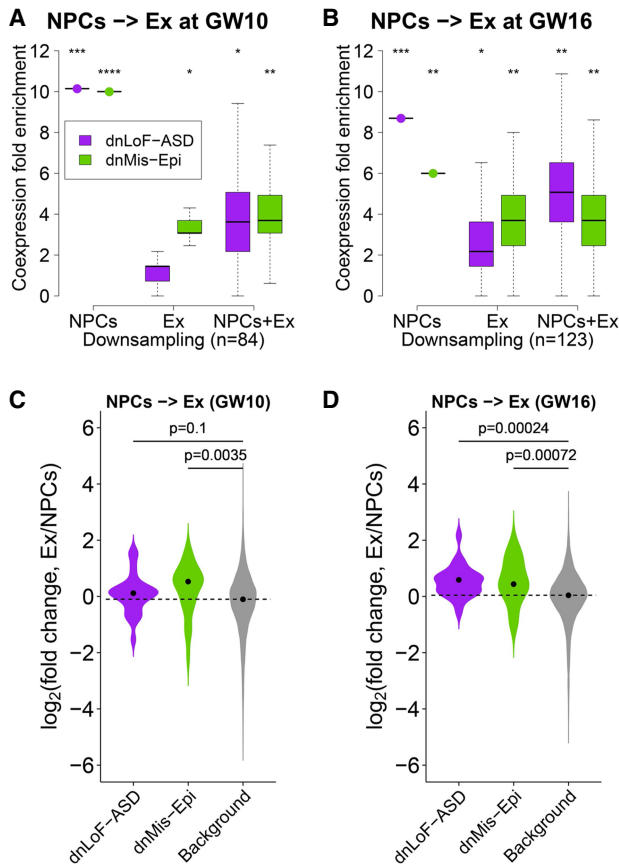 A NPCs −> Ex at GW10
Coexpression fold enrichment
12
10
8
6
4
2
0
*** **** * * **
dnLoF−ASD
dnMis−Epi
NPCs Ex NPCs+Ex
Downsampling (n=84)
B NPCs −> Ex at GW16
Coexpression fold enrichment
12
10
8
6
4
2
0
*** ** * ** ** **
NPCs Ex NPCs+Ex
Downsampling (n=123)
C NPCs −> Ex (GW10)
log2(fold change, Ex/NPCs)
6
4
2
0
−2
−4
−6
p=0.1
p=0.0035
dnLoF−ASD
dnMis−Epi
Background
D NPCs −> Ex (GW16)
log2(fold change, Ex/NPCs)
6
4
2
0
−2
−4
−6
p=0.00024
p=0.00072
dnLoF−ASD
dnMis−Epi
Background